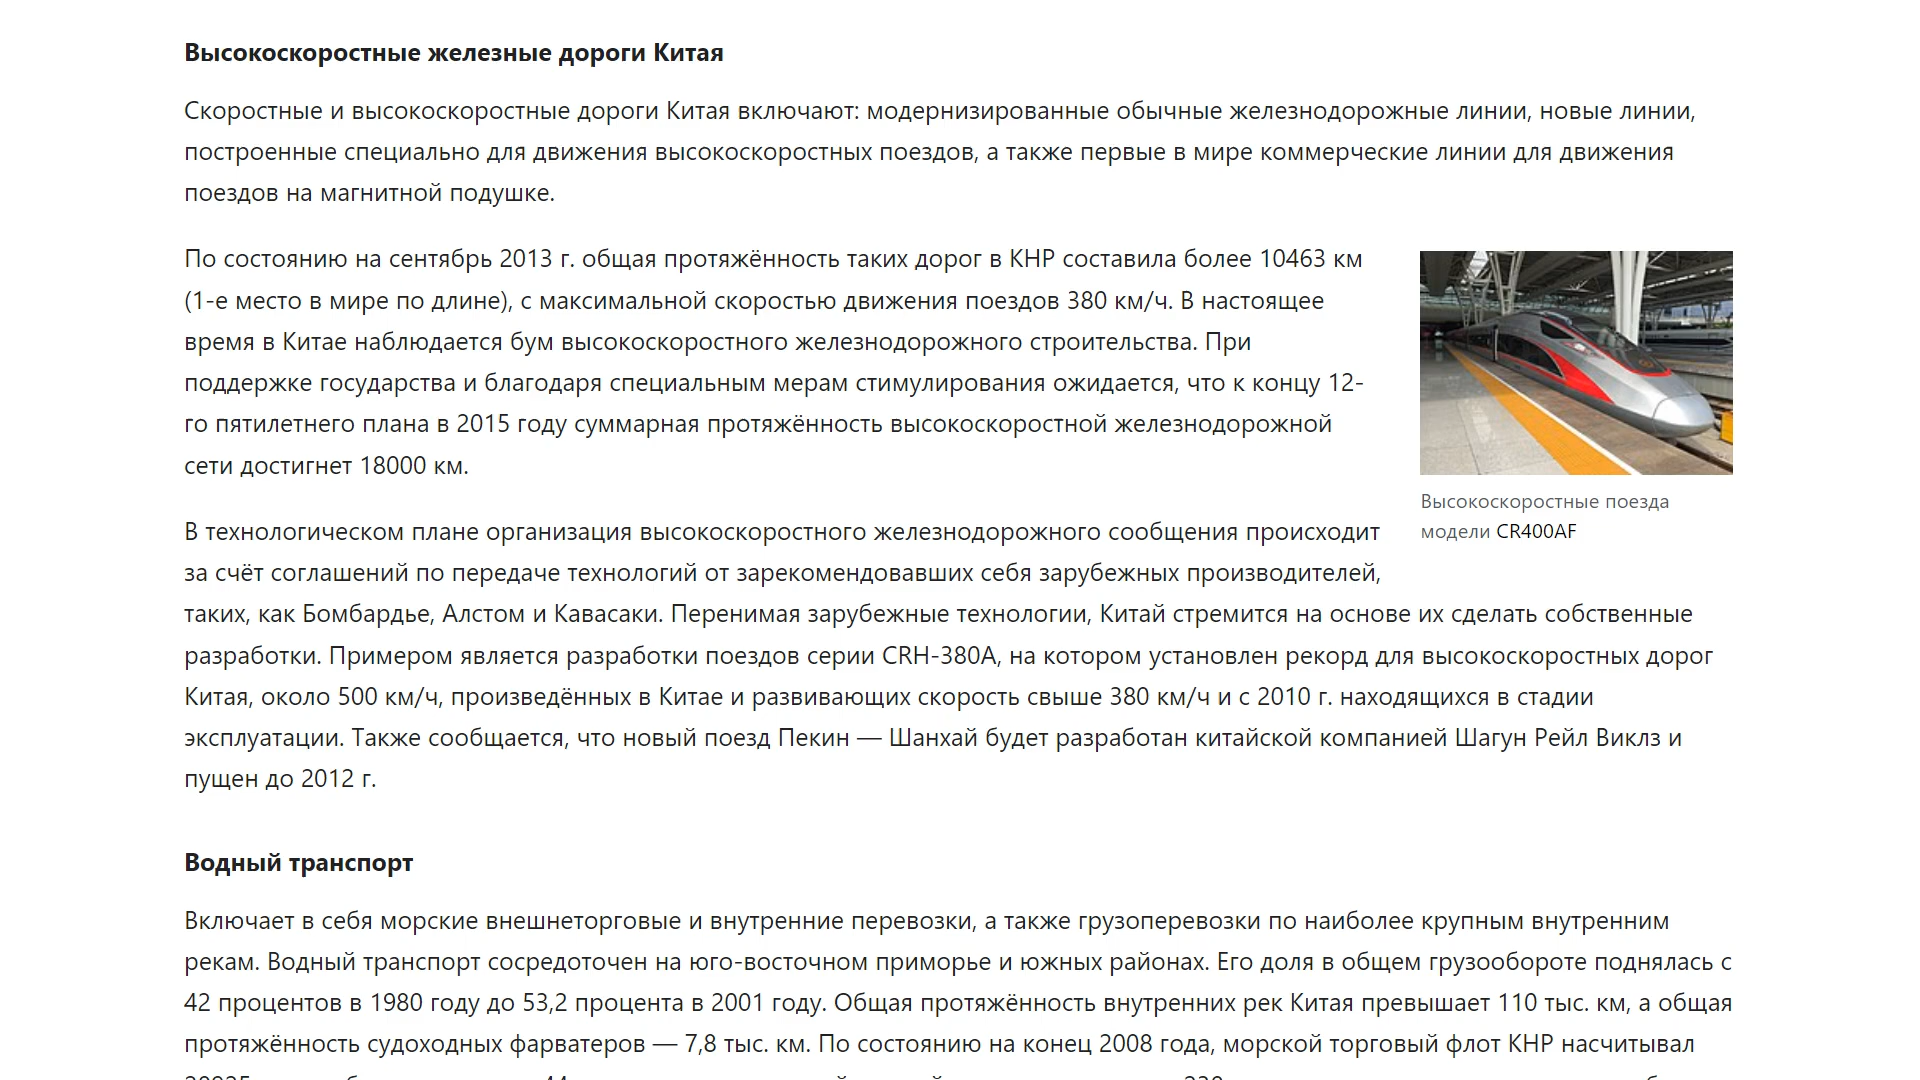 Высокоскоростные железные дороги Китая
Скоростные и высокоскоростные дороги Китая включают: модернизированные обычные железнодорожные линии, новые линии,
построенные специально для движения высокоскоростных поездов, а также первые в мире коммерческие линии для движения
поездов на магнитной подушке.
По состоянию на сентябрь 2013 г. общая протяжённость таких дорог в КНР составила более 10463 км
(1-е место в мире по длине), с максимальной скоростью движения поездов 380 км/ч. В настоящее
время в Китае наблюдается бум высокоскоростного железнодорожного строительства. При
поддержке государства и благодаря специальным мерам стимулирования ожидается, что к концу 12-
го пятилетнего плана в 2015 году суммарная протяжённость высокоскоростной железнодорожной
сети достигнет 18000 км.
Высокоскоростные поезда
модели CR400AF
В технологическом плане организация высокоскоростного железнодорожного сообщения происходит
за счёт соглашений по передаче технологий от зарекомендовавших себя зарубежных производителей,
таких, как Бомбардье, Алстом и Кавасаки. Перенимая зарубежные технологии, Китай стремится на основе их сделать собственные
разработки. Примером является разработки поездов серии CRH-380A, на котором установлен рекорд для высокоскоростных дорог
Китая, около 500 км/ч, произведённых в Китае и развивающих скорость свыше 380 км/ч и с 2010 г. находящихся в стадии
эксплуатации. Также сообщается, что новый поезд Пекин — Шанхай будет разработан китайской компанией Шагун Рейл Виклз и
пущен до 2012 г.
Водный транспорт
Включает в себя морские внешнеторговые и внутренние перевозки, а также грузоперевозки по наиболее крупным внутренним
рекам. Водный транспорт сосредоточен на юго-восточном приморье и южных районах. Его доля в общем грузообороте поднялась с
42 процентов в 1980 году до 53,2 процента в 2001 году. Общая протяжённость внутренних рек Китая превышает 110 тыс. км, а общая
протяжённость судоходных фарватеров — 7,8 тыс. км. По состоянию на конец 2008 года, морской торговый флот КНР насчитывал